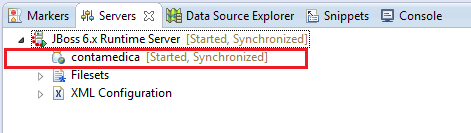 Markers Servers Data Source Explorer Snippets Console
JBoss 6.x Runtime Server [Started, Synchronized]
contamedica [Started, Synchronized]
Filesets
XML Configuration